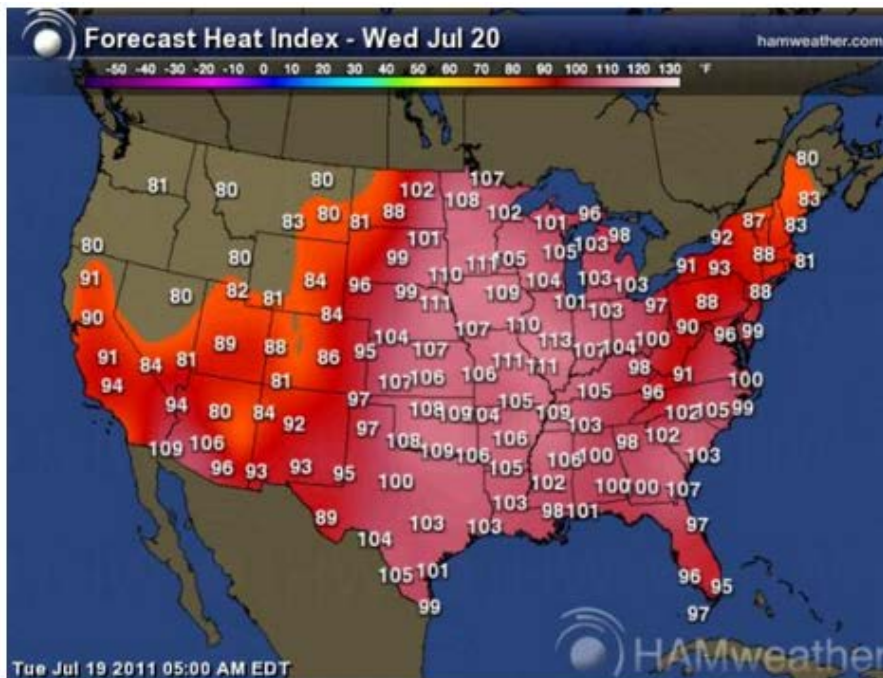 Forecast Heat Index - Wed Jul 20
hamweather.com
-50 -40 -30 -20 -10 0 10 20 30 40 50 60 70 80 90 100 110 120 130 °F
80
107
81 80 80 102 108 83
83 80 81 88 102 101 96 87 83
80 101 105 103 98 92 88
91 80 99 111 105 91 93 81
82 81 84 96 110 104 103 103
80 99 111 109 101 103 97 88 88
90 84 107 110 90 96 99
91 84 81 89 88 86 95 104 107 113 107 104 100
94 81 107 106 106 111 111 98 91 100
94 80 84 92 97 105 105 96
109 106 97 108 109 104 109 103 102 105 99
96 93 93 95 108 109 106 106 98 102
100 105 106 100 103
89 103 103 102 100 00 107
104 103 98 101 97
105 101 96 95
99 97
HAMweather
Tue Jul 19 2011 05:00 AM EDT